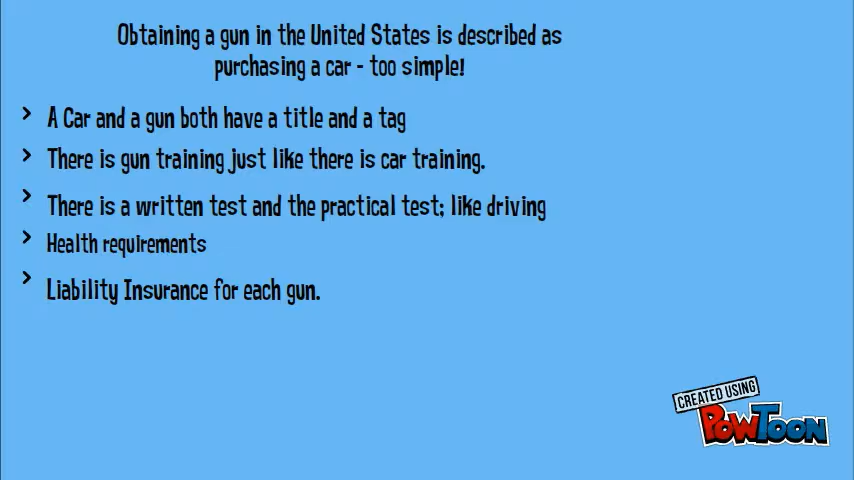 Obtaining a gun in the United States is described as
purchasing a car - too simple!
> A Car and a gun both have a title and a tag
> There is gun training just like there is car training.
> There is a written test and the practical test; like driving
> Health requirements
> Liability Insurance for each gun.
CREATED USING
POWTOON